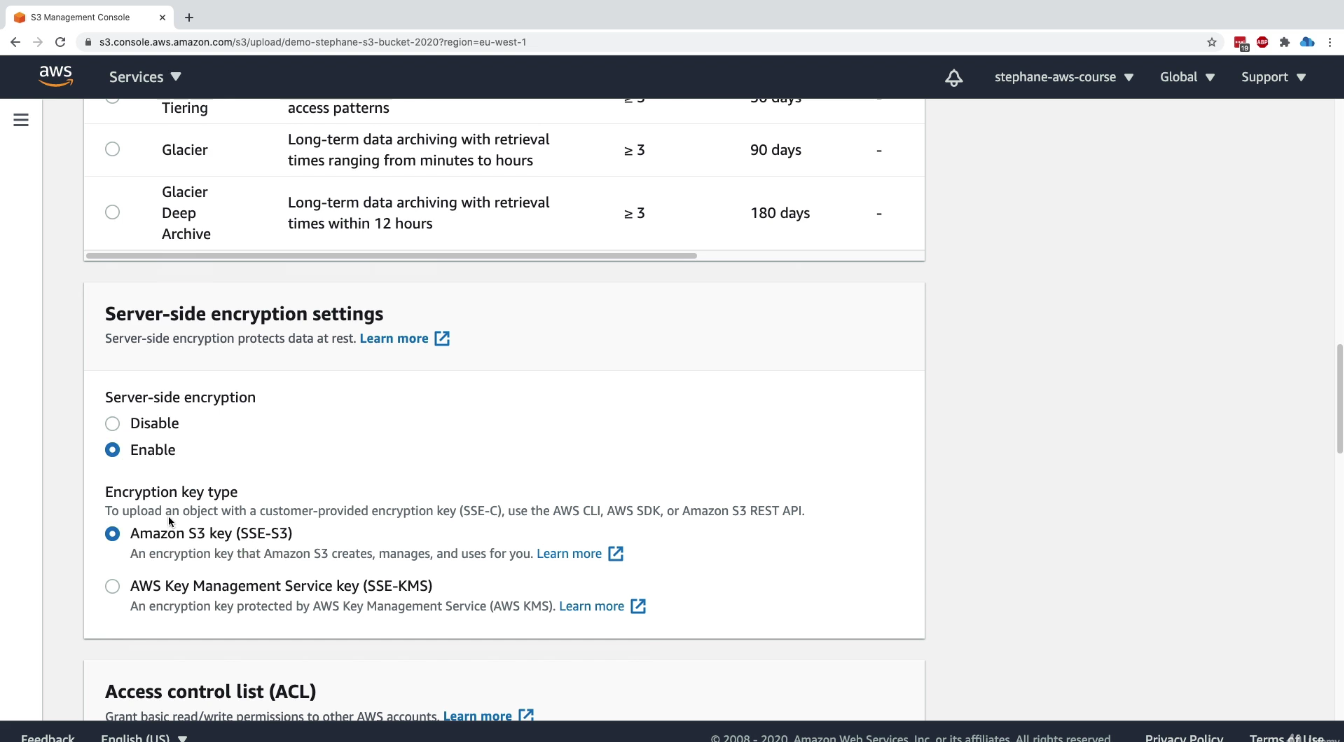 S3 Management Console
s3.console.aws.amazon.com/s3/upload/demo-stephane-s3-bucket-2020?region=eu-west-1
19
ABP
aws
Services
stephane-aws-course
Global
Support
Tiering
access patterns
≥ 3
30 days
-
Glacier
Long-term data archiving with retrieval
times ranging from minutes to hours
≥ 3
90 days
-
Glacier
Deep
Archive
Long-term data archiving with retrieval
times within 12 hours
≥ 3
180 days
-
Server-side encryption settings
Server-side encryption protects data at rest. Learn more
Server-side encryption
Disable
Enable
Encryption key type
To upload an object with a customer-provided encryption key (SSE-C), use the AWS CLI, AWS SDK, or Amazon S3 REST API.
Amazon S3 key (SSE-S3)
An encryption key that Amazon S3 creates, manages, and uses for you. Learn more
AWS Key Management Service key (SSE-KMS)
An encryption key protected by AWS Key Management Service (AWS KMS). Learn more
Access control list (ACL)
Grant basic read/write permissions to other AWS accounts. Learn more
Feedback
English (US)
© 2008 - 2020, Amazon Web Services, Inc. or its affiliates. All rights reserved.
Privacy Policy
Terms of Use